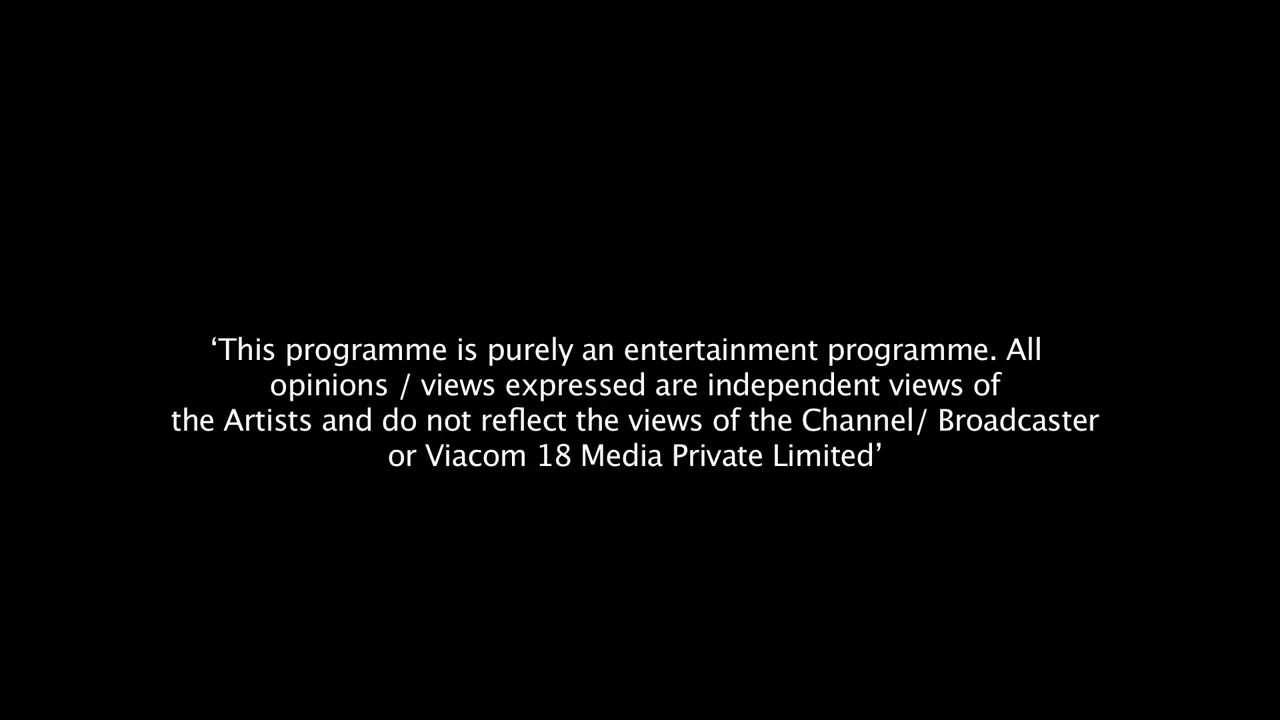 ‘This programme is purely an entertainment programme. All
opinions / views expressed are independent views of
the Artists and do not reflect the views of the Channel/ Broadcaster
or Viacom 18 Media Private Limited’